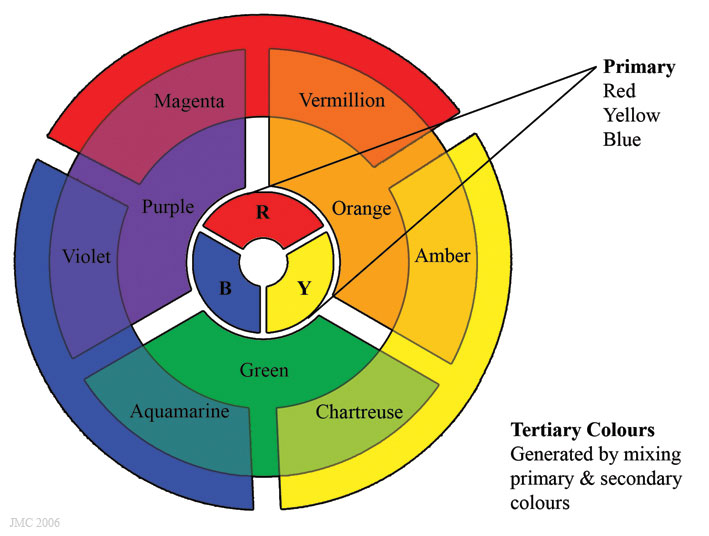 Primary
Red
Yellow
Blue
Magenta
Vermillion
Purple
R
Orange
Violet
Amber
B
Y
Green
Aquamarine
Chartreuse
Tertiary Colours
Generated by mixing
primary & secondary
colours
JMC 2006